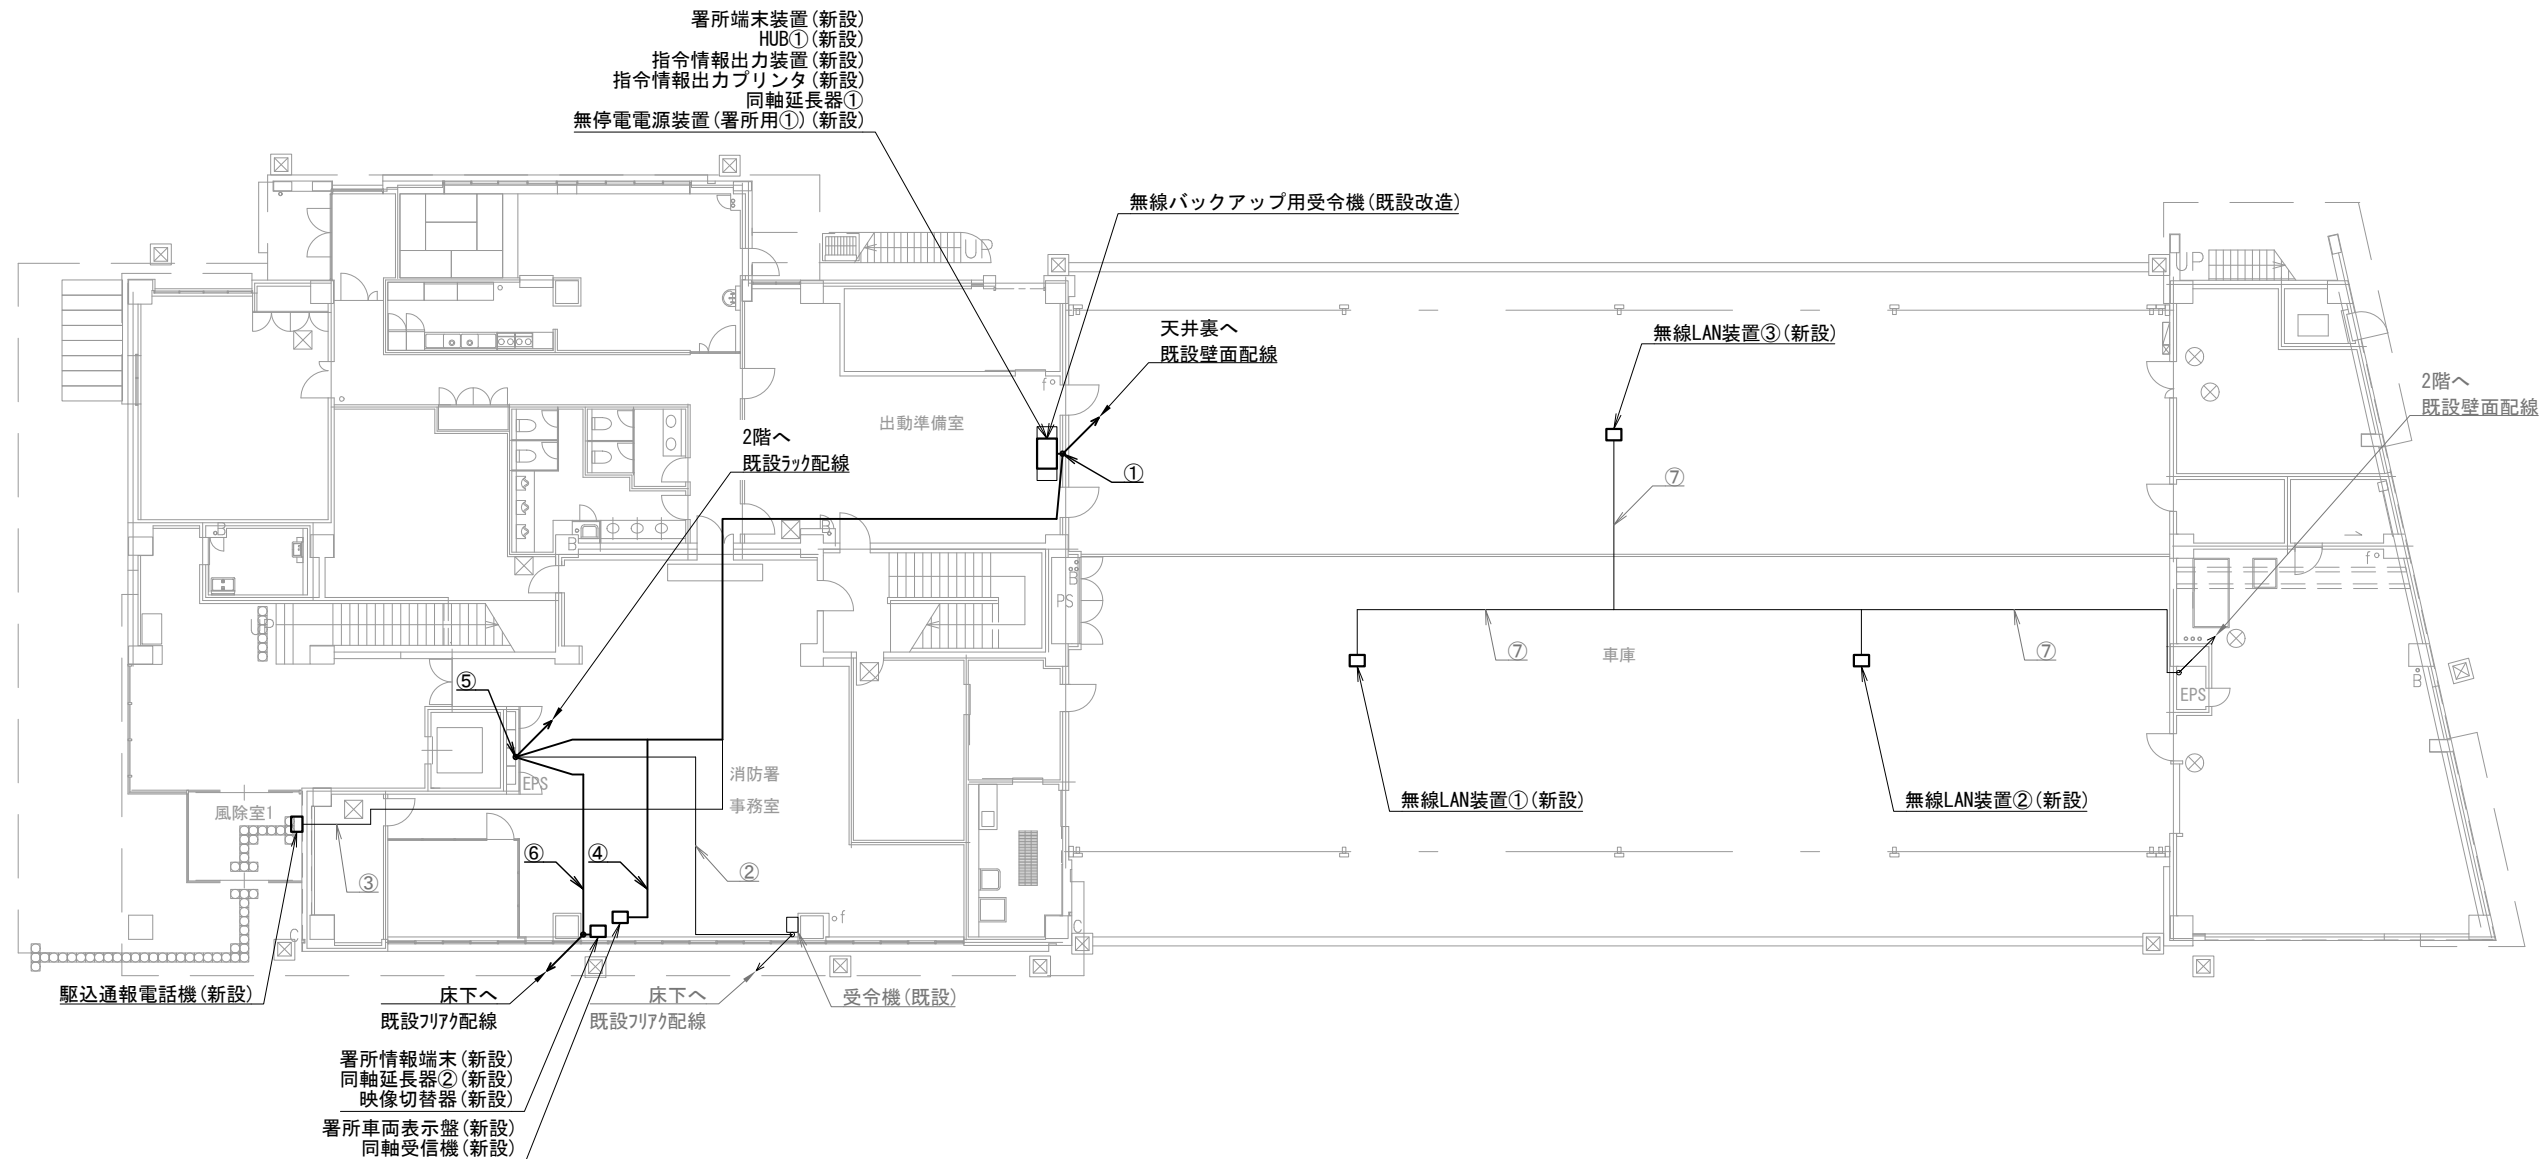 署所端末装置(新設)
HUB①(新設)
指令情報出力装置(新設)
指令情報出力プリンタ(新設)
同軸延長器①
無停電電源装置(署所用①)(新設)
無線バックアップ用受令機(既設改造)
UP
UP
天井裏へ
既設壁面配線
無線LAN装置③(新設)
2階へ
既設壁面配線
f
出動準備室
2階へ
既設ラック配線
①
⑦
B
B
B
f
B
PS
UP
⑦
車庫
⑦
⑤
EPS
B
消防署
事務室
EPS
無線LAN装置①(新設)
無線LAN装置②(新設)
風除室1
⑥
④
②
③
f
C
C
駆込通報電話機(新設)
床下へ
既設フリアク配線
床下へ
既設フリアク配線
受令機(既設)
署所情報端末(新設)
同軸延長器②(新設)
映像切替器(新設)
署所車両表示盤(新設)
同軸受信機(新設)